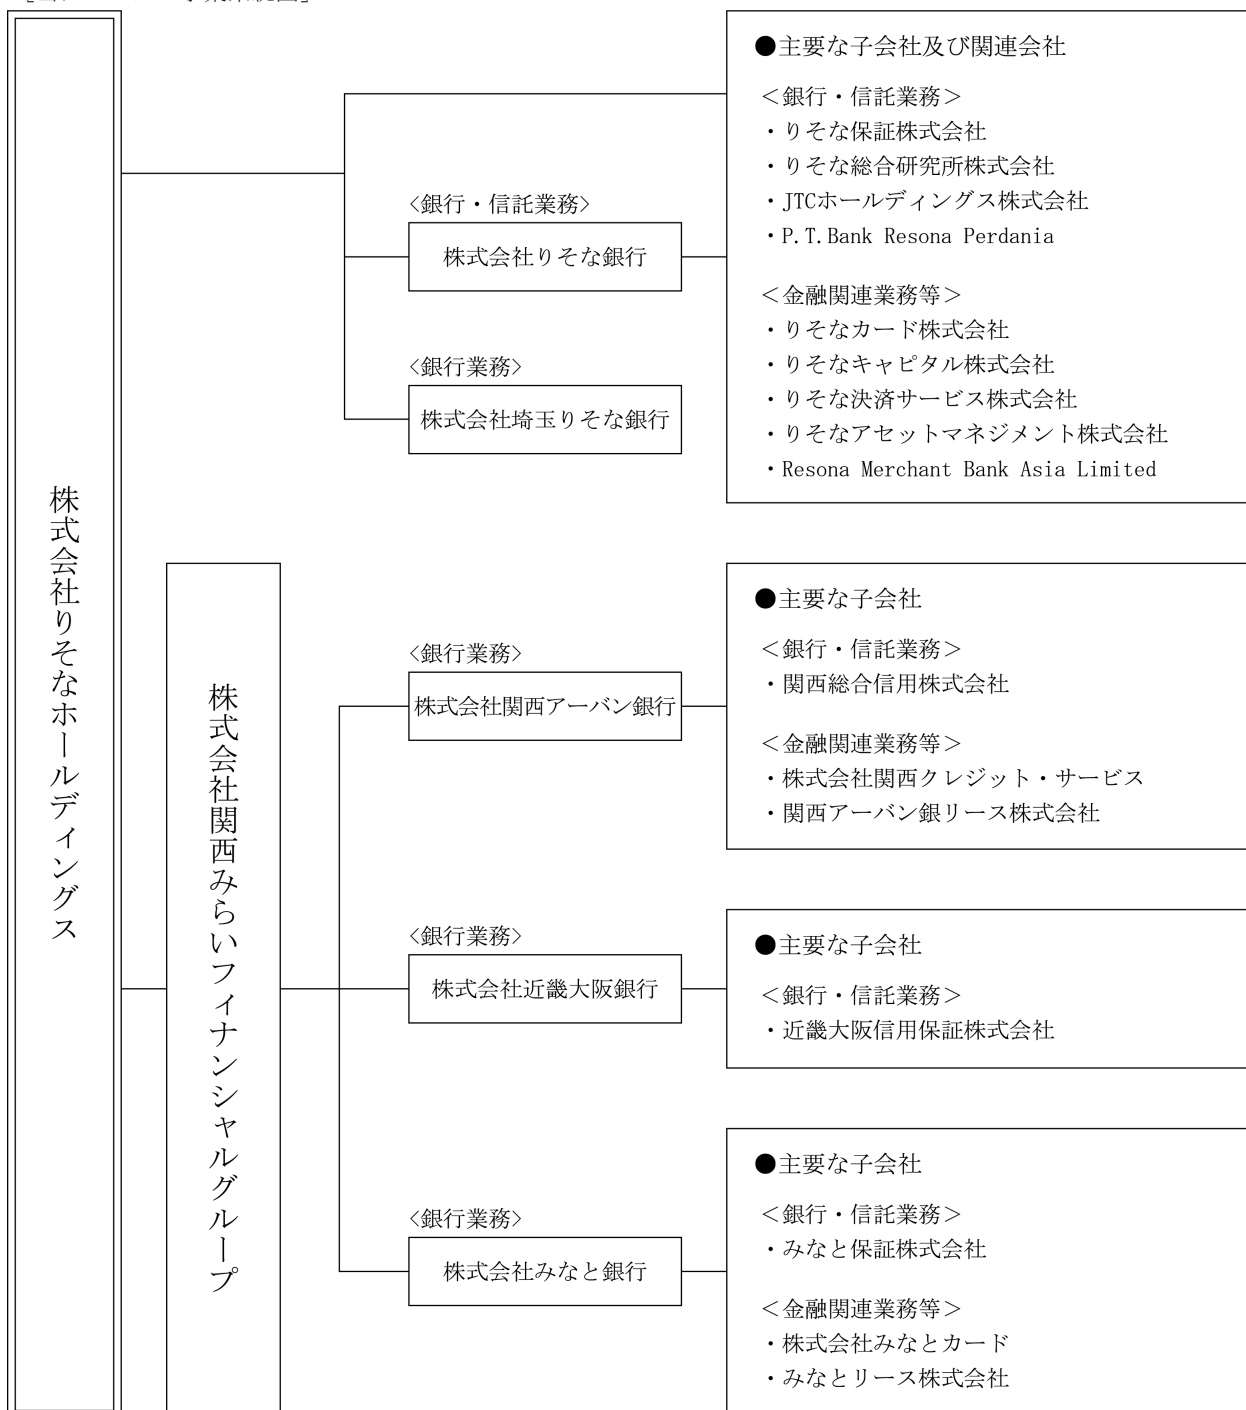 株式会社りそなホールディングス
●主要な子会社及び関連会社
＜銀行・信託業務＞
・りそな保証株式会社
・りそな総合研究所株式会社
・JTCホールディングス株式会社
・P.T.Bank Resona Perdania
＜金融関連業務等＞
・りそなカード株式会社
・りそなキャピタル株式会社
・りそな決済サービス株式会社
・りそなアセットマネジメント株式会社
・Resona Merchant Bank Asia Limited
<銀行・信託業務>
株式会社りそな銀行
<銀行業務>
株式会社埼玉りそな銀行
株式会社関西みらいフィナンシャルグループ
<銀行業務>
株式会社関西アーバン銀行
●主要な子会社
＜銀行・信託業務＞
・関西総合信用株式会社
＜金融関連業務等＞
・株式会社関西クレジット・サービス
・関西アーバン銀リース株式会社
<銀行業務>
株式会社近畿大阪銀行
●主要な子会社
＜銀行・信託業務＞
・近畿大阪信用保証株式会社
<銀行業務>
株式会社みなと銀行
●主要な子会社
＜銀行・信託業務＞
・みなと保証株式会社
＜金融関連業務等＞
・株式会社みなとカード
・みなとリース株式会社